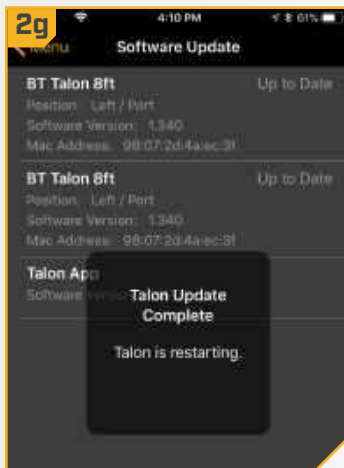 2g
4:10 PM
61%
Menu
Software Update
BT Talon 8ft
Up to Date
Position: Left / Port
Software Version: 1.340
Mac Address: 98:07:2d:4a:ec:3f
BT Talon 8ft
Up to Date
Position: Left / Port
Software Version: 1.340
Mac Address: 98:07:2d:4a:ec:3f
Talon App
Software
Talon Update
Complete
Talon is restarting.